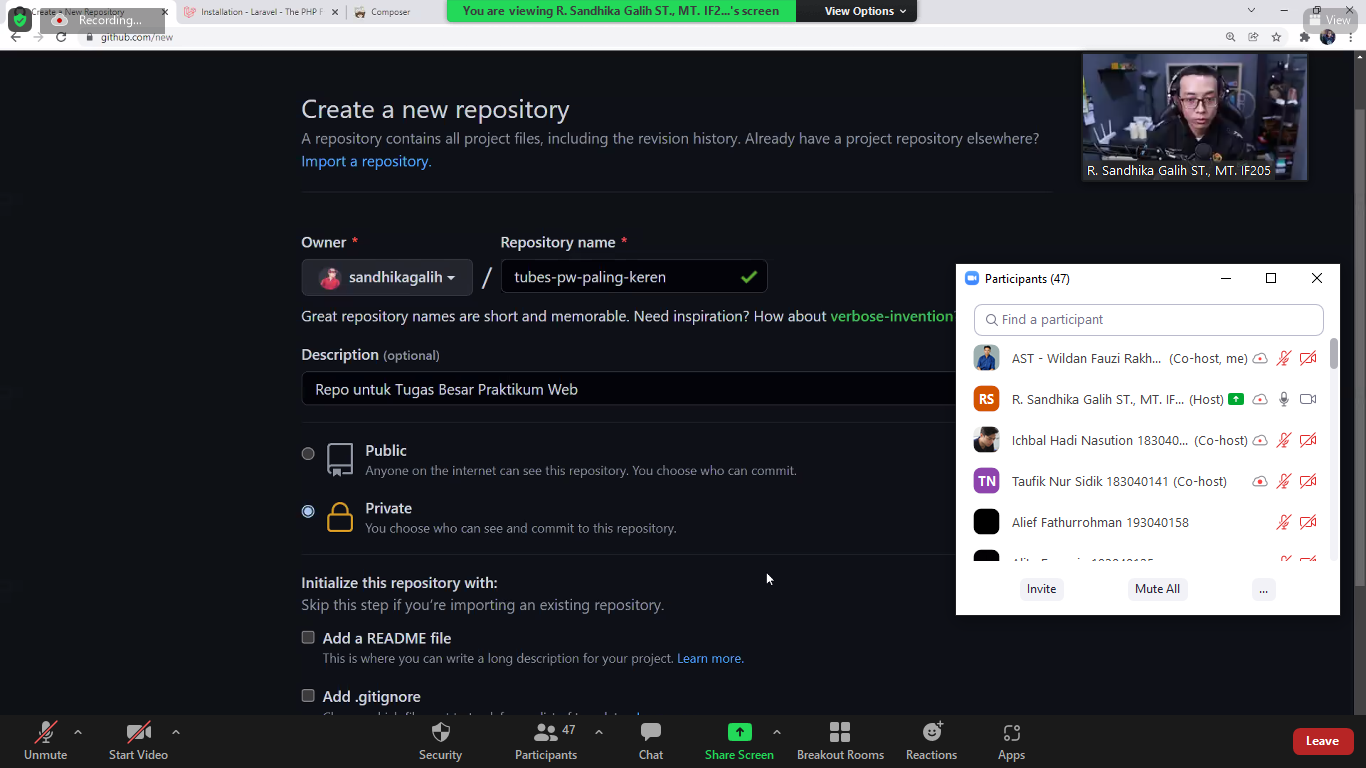 Create a New Repository
Recording...
Installation - Laravel - The PHP F
Composer
You are viewing R. Sandhika Galih ST., MT. IF2...'s screen
View Options
View
github.com/new
Create a new repository
A repository contains all project files, including the revision history. Already have a project repository elsewhere?
Import a repository.
R. Sandhika Galih ST., MT. IF205
Owner *
Repository name *
sandhikagalih
/
tubes-pw-paling-keren
Great repository names are short and memorable. Need inspiration? How about verbose-invention?
Description (optional)
Repo untuk Tugas Besar Praktikum Web
Public
Anyone on the internet can see this repository. You choose who can commit.
Private
You choose who can see and commit to this repository.
Initialize this repository with:
Skip this step if you're importing an existing repository.
Add a README file
This is where you can write a long description for your project. Learn more.
Add .gitignore
Participants (47)
Find a participant
AST - Wildan Fauzi Rakh... (Co-host, me)
RS
R. Sandhika Galih ST., MT. IF... (Host)
Ichbal Hadi Nasution 183040... (Co-host)
TN
Taufik Nur Sidik 183040141 (Co-host)
Alief Fathurrohman 193040158
Invite
Mute All
...
Unmute
Start Video
Security
47
Participants
Chat
Share Screen
Breakout Rooms
Reactions
Apps
Leave